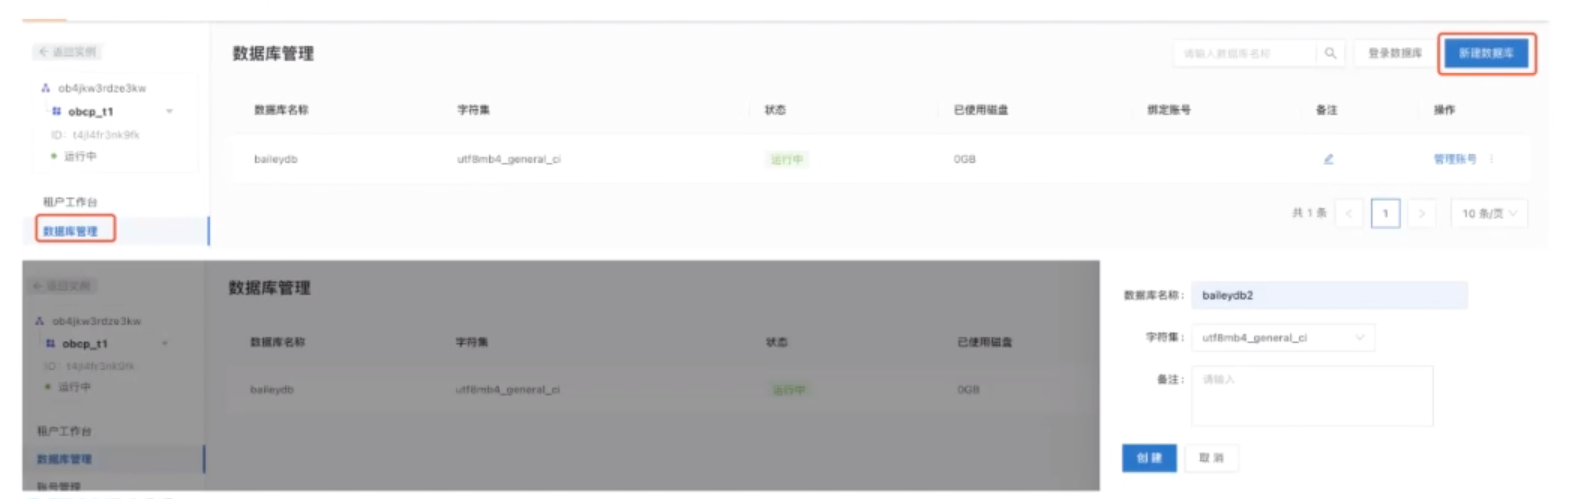 ← 返回实例
数据库管理
请输入数据库名称
登录数据库
新建数据库
ob4jkw3rdze3kw
obcp_t1
ID: t4jl4fr3nk9fk
运行中
数据库名称 字符集 状态 已使用磁盘 绑定账号 备注 操作
baileydb utf8mb4_general_ci 运行中 0GB 管理账号
租户工作台
数据库管理
共 1 条 < 1 > 10 条/页
← 返回实例
数据库管理
ob4jkw3rdze3kw
obcp_t1
ID: t4jl4fr3nk9fk
运行中
数据库名称 字符集 状态 已使用磁盘
baileydb utf8mb4_general_ci 运行中 0GB
租户工作台
数据库管理
账号管理
数据库名称: baileydb2
字符集: utf8mb4_general_ci
备注: 请输入
创建 取消